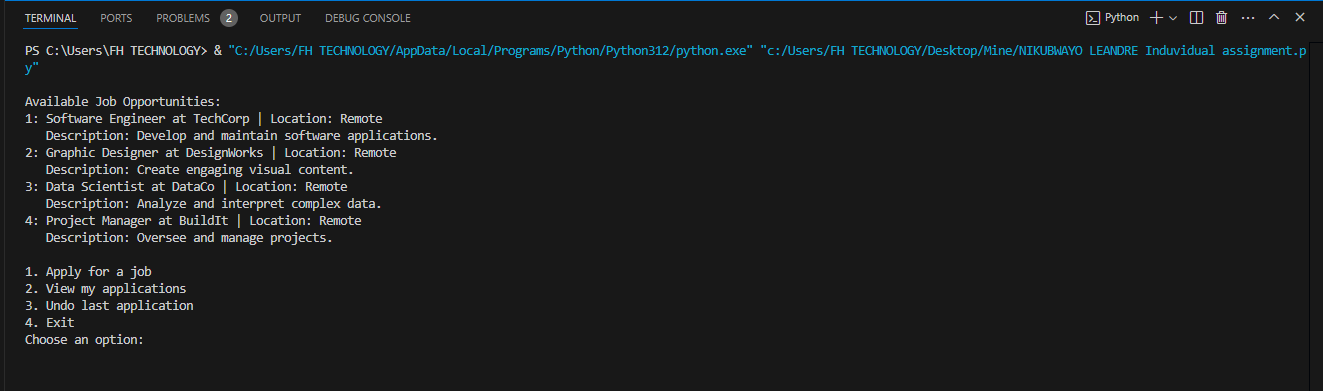 TERMINAL PORTS PROBLEMS 2 OUTPUT DEBUG CONSOLE Python
PS C:\Users\FH TECHNOLOGY> & "C:/Users/FH TECHNOLOGY/AppData/Local/Programs/Python/Python312/python.exe" "c:/Users/FH TECHNOLOGY/Desktop/Mine/NIKUBWAYO LEANDRE Induvidual assignment.p
y"
Available Job Opportunities:
1: Software Engineer at TechCorp | Location: Remote
Description: Develop and maintain software applications.
2: Graphic Designer at DesignWorks | Location: Remote
Description: Create engaging visual content.
3: Data Scientist at DataCo | Location: Remote
Description: Analyze and interpret complex data.
4: Project Manager at BuildIt | Location: Remote
Description: Oversee and manage projects.
1. Apply for a job
2. View my applications
3. Undo last application
4. Exit
Choose an option: